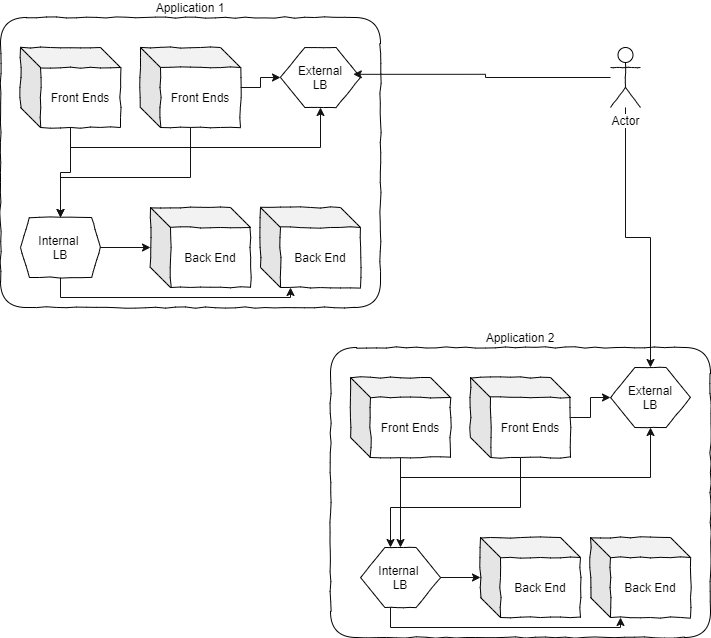 Application 1
Front Ends
Front Ends
External
LB
Actor
Internal
LB
Back End
Back End
Application 2
Front Ends
Front Ends
External
LB
Internal
LB
Back End
Back End